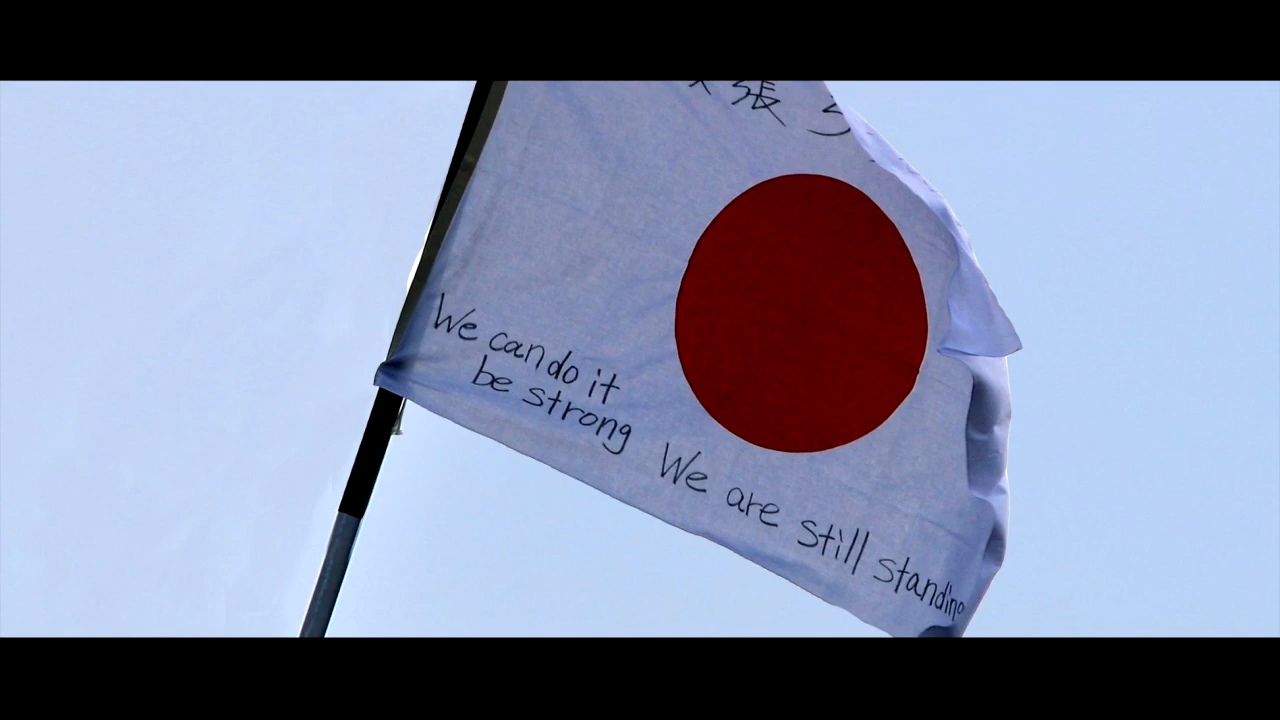 張
We can do it
be strong
We are still standing